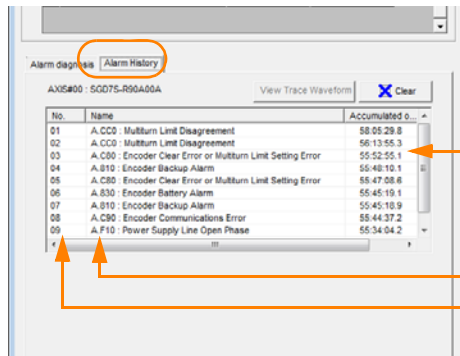 Alarm diagnosis Alarm History
AXIS#00 : SGD7S-R90A00A View Trace Waveform Clear
No. Name Accumulated o...
01 A.CC0 : Multiturn Limit Disagreement 58:05:29.8
02 A.CC0 : Multiturn Limit Disagreement 56:13:55.3
03 A.C80 : Encoder Clear Error or Multiturn Limit Setting Error 55:52:55.1
04 A.810 : Encoder Backup Alarm 55:48:10.1
05 A.C80 : Encoder Clear Error or Multiturn Limit Setting Error 55:47:08.6
06 A.830 : Encoder Battery Alarm 55:45:19.1
07 A.810 : Encoder Backup Alarm 55:45:18.9
08 A.C90 : Encoder Communications Error 55:44:37.2
09 A.F10 : Power Supply Line Open Phase 55:34:04.2